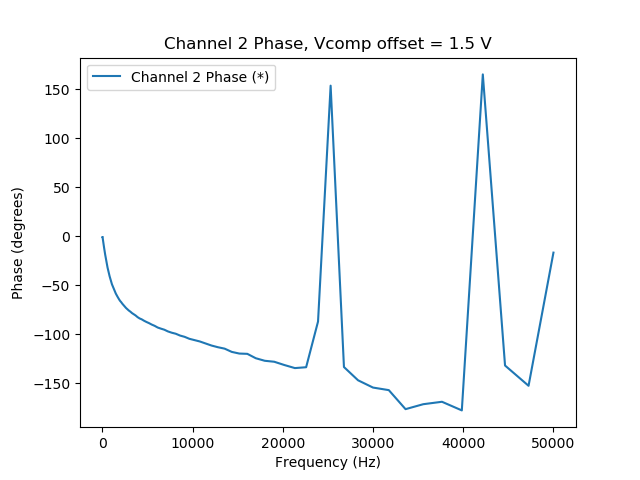 Channel 2 Phase, Vcomp offset = 1.5 V
Channel 2 Phase (*)
Phase (degrees)
150
100
50
0
−50
−100
−150
0 10000 20000 30000 40000 50000
Frequency (Hz)